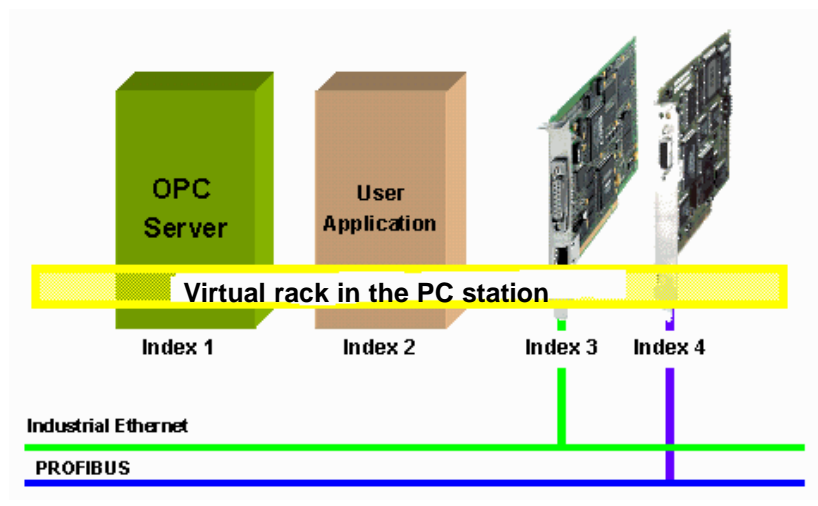 OPC
Server
User
Application
Virtual rack in the PC station
Index 1
Index 2
Index 3
Index 4
Industrial Ethernet
PROFIBUS